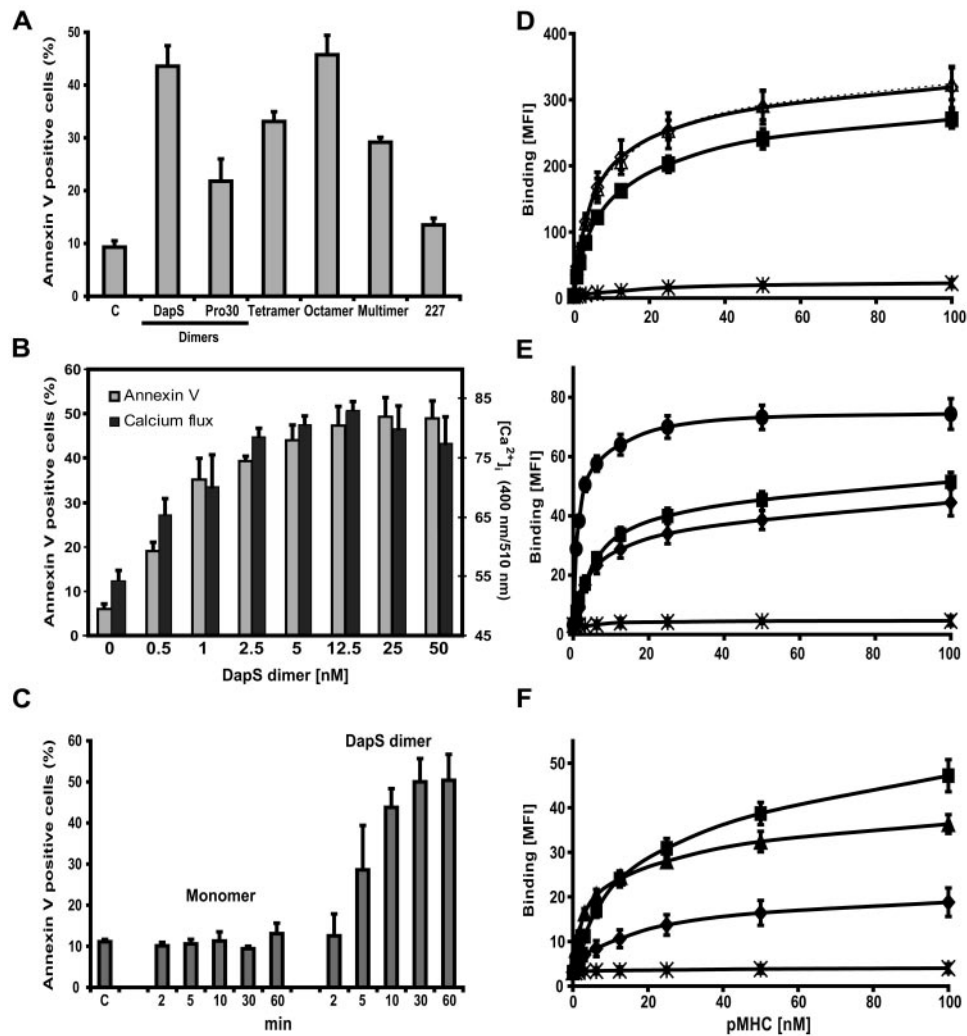 A
Annexin V positive cells (%)
50
40
30
20
10
0
C DapS Pro30 Tetramer Octamer Multimer 227
Dimers
B
Annexin V positive cells (%)
60
50
40
30
20
10
0
Annexin V
Calcium flux
85
75
65
55
45
[Ca²⁺]i (400 nm/510 nm)
0 0.5 1 2.5 5 12.5 25 50
DapS dimer [nM]
C
Annexin V positive cells (%)
60
50
40
30
20
10
0
Monomer
DapS dimer
C 2 5 10 30 60 2 5 10 30 60
min
D
Binding [MFI]
400
300
200
100
0
0 20 40 60 80 100
E
Binding [MFI]
80
60
40
20
0
0 20 40 60 80 100
F
Binding [MFI]
50
40
30
20
10
0
0 20 40 60 80 100
pMHC [nM]